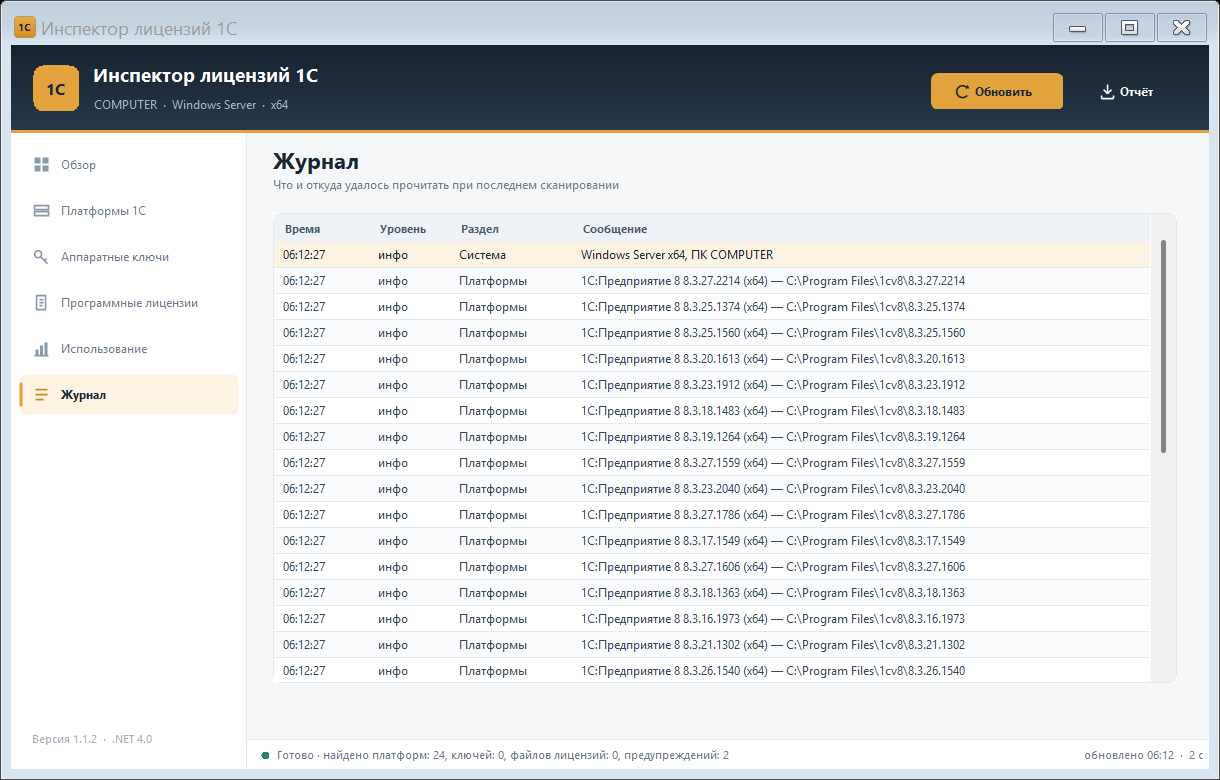 1С Инспектор лицензий 1С
1С
Инспектор лицензий 1С
COMPUTER · Windows Server · x64
Обновить
Отчёт
Обзор
Платформы 1С
Аппаратные ключи
Программные лицензии
Использование
Журнал
Версия 1.1.2 · .NET 4.0
Журнал
Что и откуда удалось прочитать при последнем сканировании
Время Уровень Раздел Сообщение
06:12:27 инфо Система Windows Server x64, ПК COMPUTER
06:12:27 инфо Платформы 1С:Предприятие 8 8.3.27.2214 (x64) — C:\Program Files\1cv8\8.3.27.2214
06:12:27 инфо Платформы 1С:Предприятие 8 8.3.25.1374 (x64) — C:\Program Files\1cv8\8.3.25.1374
06:12:27 инфо Платформы 1С:Предприятие 8 8.3.25.1560 (x64) — C:\Program Files\1cv8\8.3.25.1560
06:12:27 инфо Платформы 1С:Предприятие 8 8.3.20.1613 (x64) — C:\Program Files\1cv8\8.3.20.1613
06:12:27 инфо Платформы 1С:Предприятие 8 8.3.23.1912 (x64) — C:\Program Files\1cv8\8.3.23.1912
06:12:27 инфо Платформы 1С:Предприятие 8 8.3.18.1483 (x64) — C:\Program Files\1cv8\8.3.18.1483
06:12:27 инфо Платформы 1С:Предприятие 8 8.3.19.1264 (x64) — C:\Program Files\1cv8\8.3.19.1264
06:12:27 инфо Платформы 1С:Предприятие 8 8.3.27.1559 (x64) — C:\Program Files\1cv8\8.3.27.1559
06:12:27 инфо Платформы 1С:Предприятие 8 8.3.23.2040 (x64) — C:\Program Files\1cv8\8.3.23.2040
06:12:27 инфо Платформы 1С:Предприятие 8 8.3.27.1786 (x64) — C:\Program Files\1cv8\8.3.27.1786
06:12:27 инфо Платформы 1С:Предприятие 8 8.3.17.1549 (x64) — C:\Program Files\1cv8\8.3.17.1549
06:12:27 инфо Платформы 1С:Предприятие 8 8.3.27.1606 (x64) — C:\Program Files\1cv8\8.3.27.1606
06:12:27 инфо Платформы 1С:Предприятие 8 8.3.18.1363 (x64) — C:\Program Files\1cv8\8.3.18.1363
06:12:27 инфо Платформы 1С:Предприятие 8 8.3.16.1973 (x64) — C:\Program Files\1cv8\8.3.16.1973
06:12:27 инфо Платформы 1С:Предприятие 8 8.3.21.1302 (x64) — C:\Program Files\1cv8\8.3.21.1302
06:12:27 инфо Платформы 1С:Предприятие 8 8.3.26.1540 (x64) — C:\Program Files\1cv8\8.3.26.1540
Готово · найдено платформ: 24, ключей: 0, файлов лицензий: 0, предупреждений: 2
обновлено 06:12 · 2 с